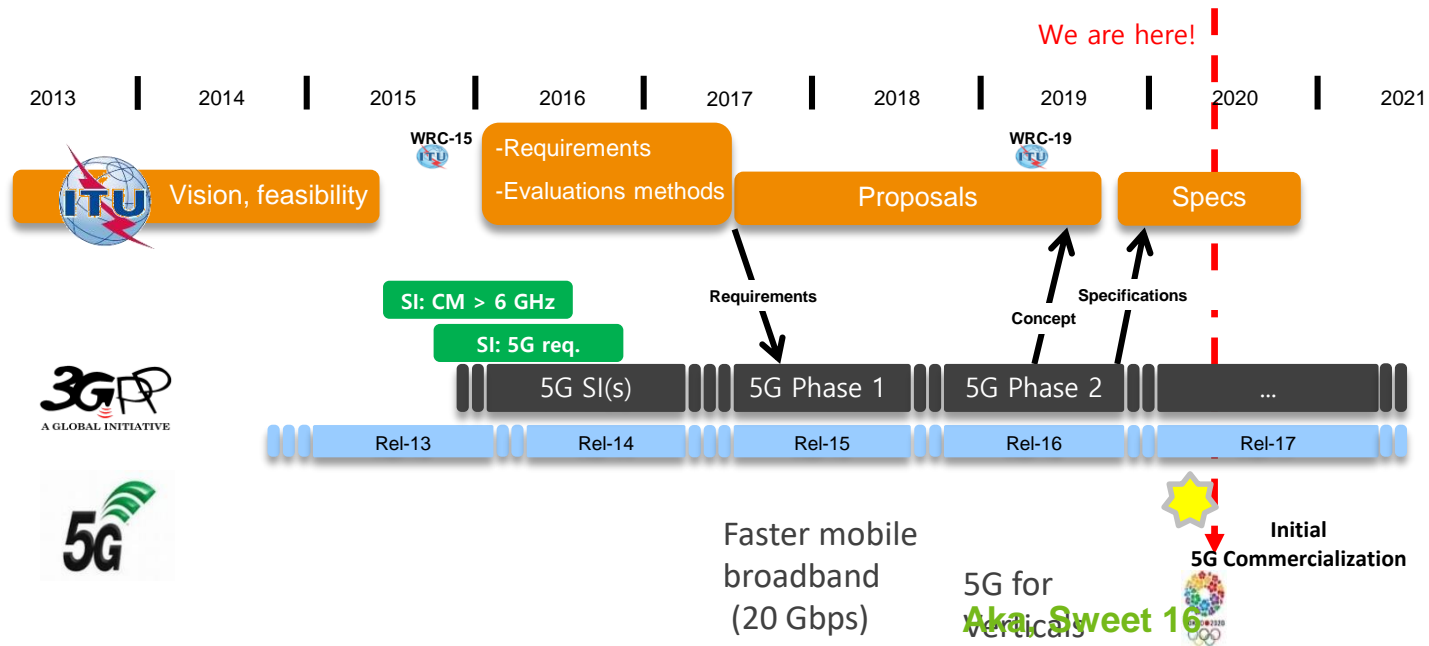 We are here!
2013
2014
2015
2016
2017
2018
2019
2020
2021
WRC-15
ITU
WRC-19
ITU
ITU
Vision, feasibility
-Requirements
-Evaluations methods
Proposals
Specs
SI: CM > 6 GHz
SI: 5G req.
Requirements
Concept
Specifications
3GPP
A GLOBAL INITIATIVE
5G SI(s)
5G Phase 1
5G Phase 2
...
Rel-13
Rel-14
Rel-15
Rel-16
Rel-17
5G
Faster mobile
broadband
(20 Gbps)
5G for
Verticals
Aka, Sweet 16
Initial
5G Commercialization